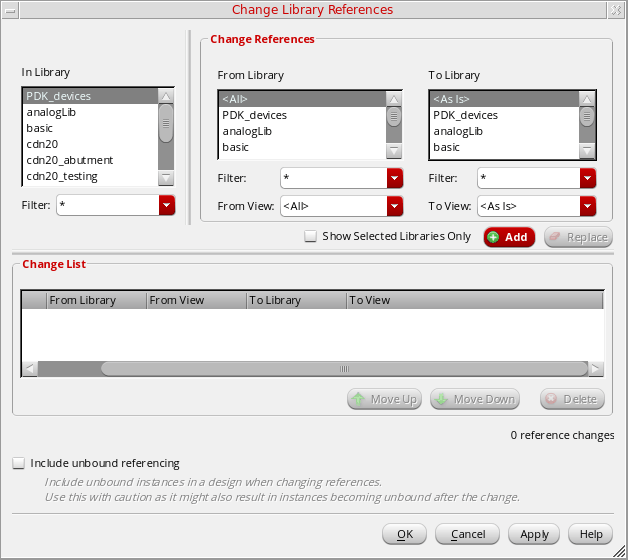 Change Library References
Change References
In Library
From Library
To Library
PDK_devices
analogLib
basic
cdn20
cdn20_abutment
cdn20_testing
<All>
PDK_devices
analogLib
basic
<As Is>
PDK_devices
analogLib
basic
Filter: *
Filter: *
Filter: *
From View: <All>
To View: <As Is>
Show Selected Libraries Only
Add
Replace
Change List
From Library From View To Library To View
Move Up
Move Down
Delete
0 reference changes
Include unbound referencing
Include unbound instances in a design when changing references.
Use this with caution as it might also result in instances becoming unbound after the change.
OK
Cancel
Apply
Help